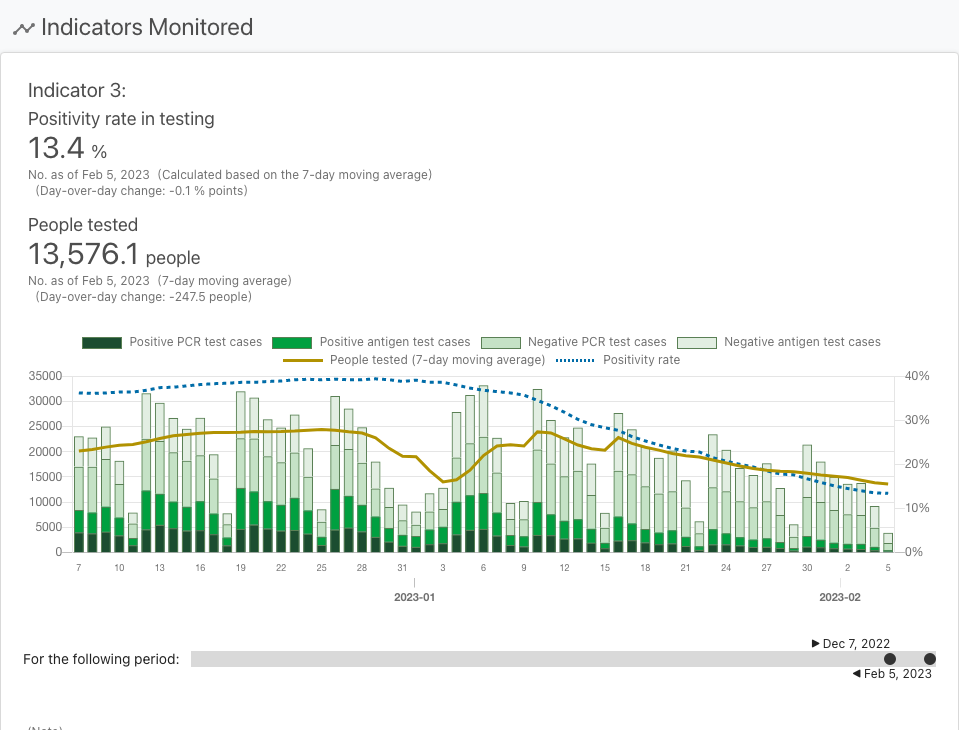 Indicators Monitored
Indicator 3:
Positivity rate in testing
13.4 %
No. as of Feb 5, 2023 (Calculated based on the 7-day moving average)
(Day-over-day change: -0.1 % points)
People tested
13,576.1 people
No. as of Feb 5, 2023 (7-day moving average)
(Day-over-day change: -247.5 people)
Positive PCR test cases Positive antigen test cases Negative PCR test cases Negative antigen test cases
People tested (7-day moving average) Positivity rate
35000 40%
30000
25000 30%
20000 20%
15000
10000 10%
5000
0 0%
7 10 13 16 19 22 25 28 31 3 6 9 12 15 18 21 24 27 30 2 5
2023-01 2023-02
▶ Dec 7, 2022
For the following period:
◀ Feb 5, 2023
(Note)